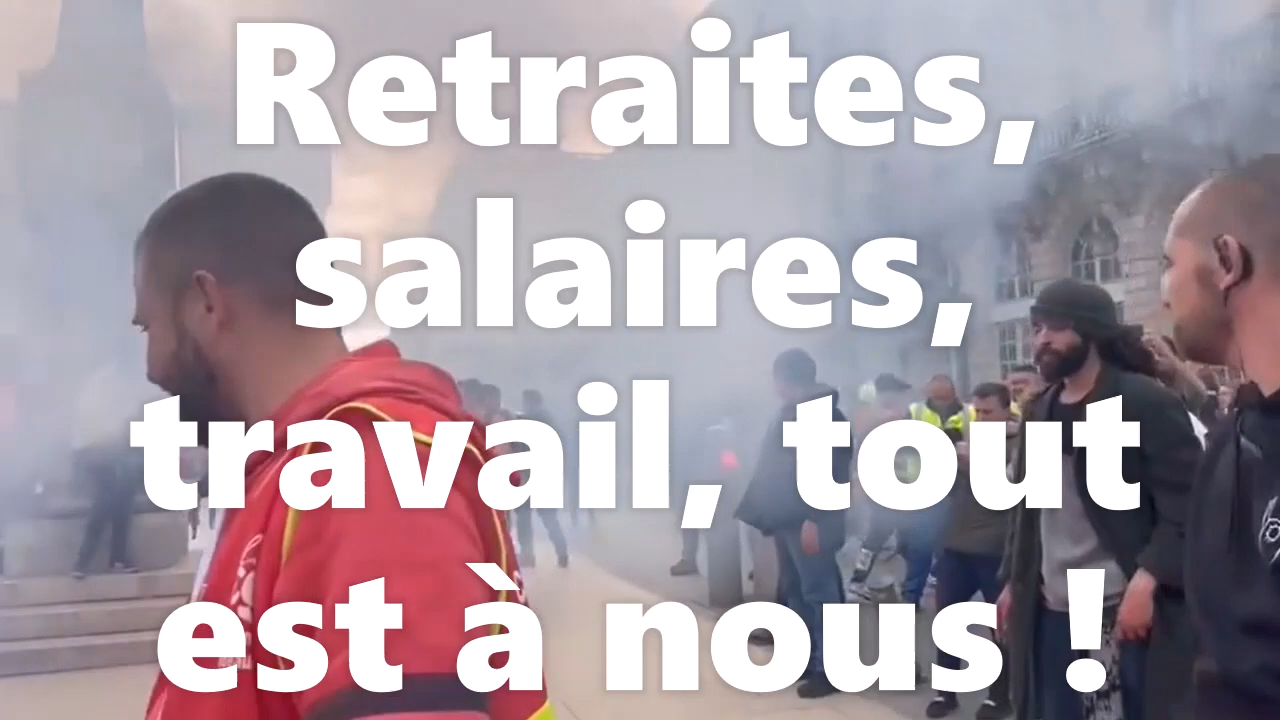 Retraites,
salaires,
travail, tout
est à nous !